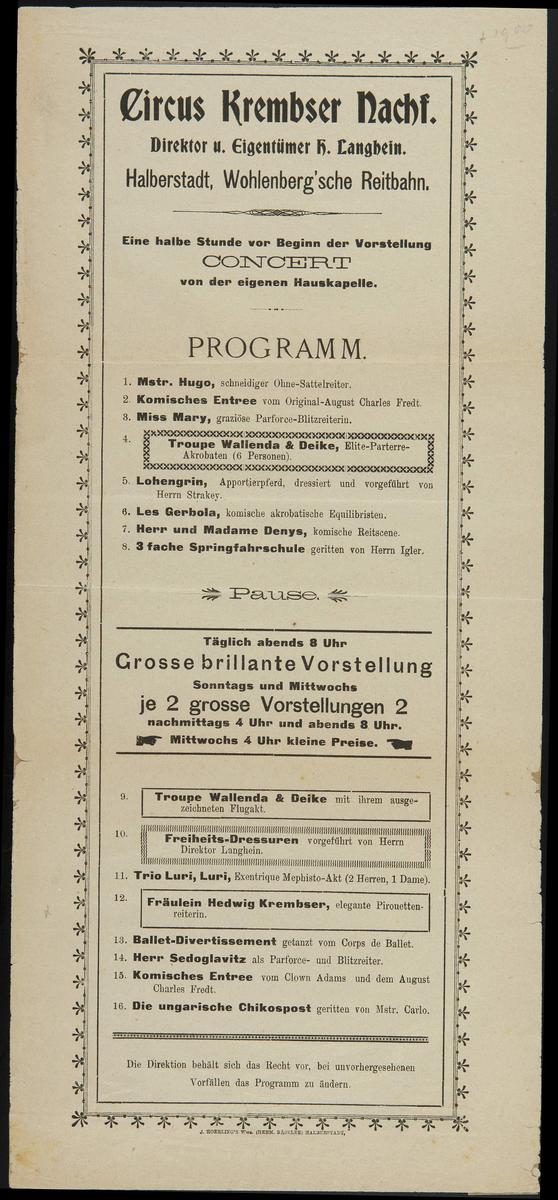 1900
Circus Krembser Nachf.
Direktor u. Eigentümer H. Langhein.
Halberstadt, Wohlenberg'sche Reitbahn.
Eine halbe Stunde vor Beginn der Vorstellung
CONCERT
von der eigenen Hauskapelle.
PROGRAMM.
1. Mstr. Hugo, schneidiger Ohne-Sattelreiter.
2. Komisches Entree vom Original-August Charles Fredt.
3. Miss Mary, graziöse Parforce-Blitzreiterin.
4. Troupe Wallenda & Deike, Elite-Parterre-
Akrobaten (6 Personen).
5. Lohengrin, Apportierpferd, dressiert und vorgeführt von
Herrn Strakey.
6. Les Gerbola, komische akrobatische Equilibristen.
7. Herr und Madame Denys, komische Reitscene.
8. 3 fache Springfahrschule geritten von Herrn Igler.
Pause.
Täglich abends 8 Uhr
Grosse brillante Vorstellung
Sonntags und Mittwochs
je 2 grosse Vorstellungen 2
nachmittags 4 Uhr und abends 8 Uhr.
Mittwochs 4 Uhr kleine Preise.
9. Troupe Wallenda & Deike mit ihrem ausge-
zeichneten Flugakt.
10. Freiheits-Dressuren vorgeführt von Herrn
Direktor Langhein.
11. Trio Luri, Luri, Exentrique Mephisto-Akt (2 Herren, 1 Dame).
12. Fräulein Hedwig Krembser, elegante Pirouetten-
reiterin.
13. Ballet-Divertissement getanzt vom Corps de Ballet.
14. Herr Sedoglavitz als Parforce- und Blitzreiter.
15. Komisches Entree vom Clown Adams und dem August
Charles Fredt.
16. Die ungarische Chikospost geritten von Mstr. Carlo.
Die Direktion behält sich das Recht vor, bei unvorhergesehenen
Vorfällen das Programm zu ändern.
J. HOERLING'S Wwe. (HERM. RÄCKE) HALBERSTADT,